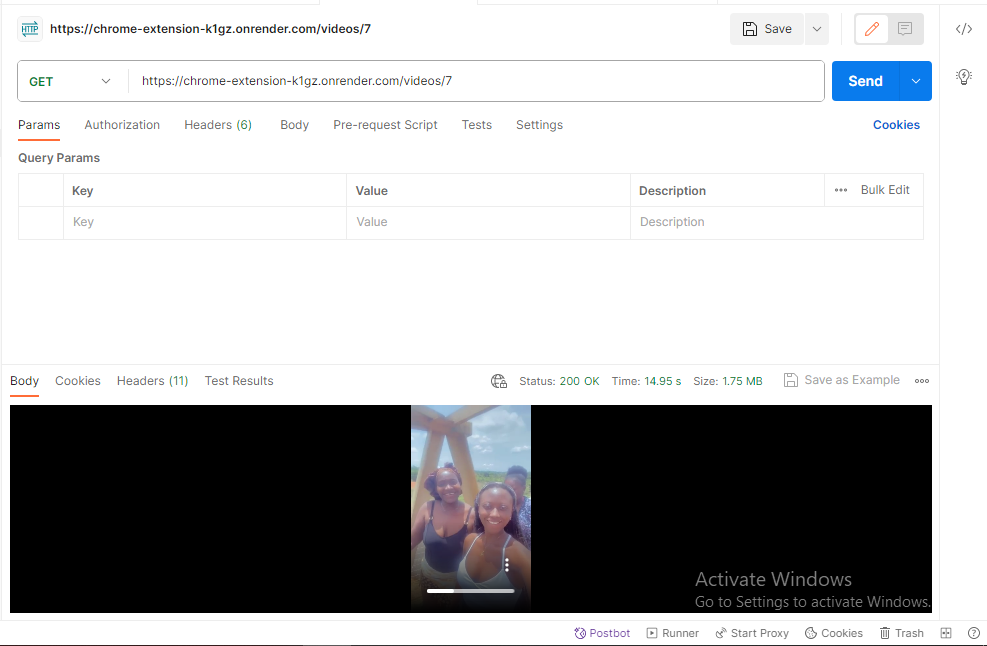 HTTP https://chrome-extension-k1gz.onrender.com/videos/7 Save
GET https://chrome-extension-k1gz.onrender.com/videos/7 Send
Params Authorization Headers (6) Body Pre-request Script Tests Settings Cookies
Query Params
Key Value Description Bulk Edit
Key Value Description
Body Cookies Headers (11) Test Results Status: 200 OK Time: 14.95 s Size: 1.75 MB Save as Example
Activate Windows
Go to Settings to activate Windows.
Postbot Runner Start Proxy Cookies Trash